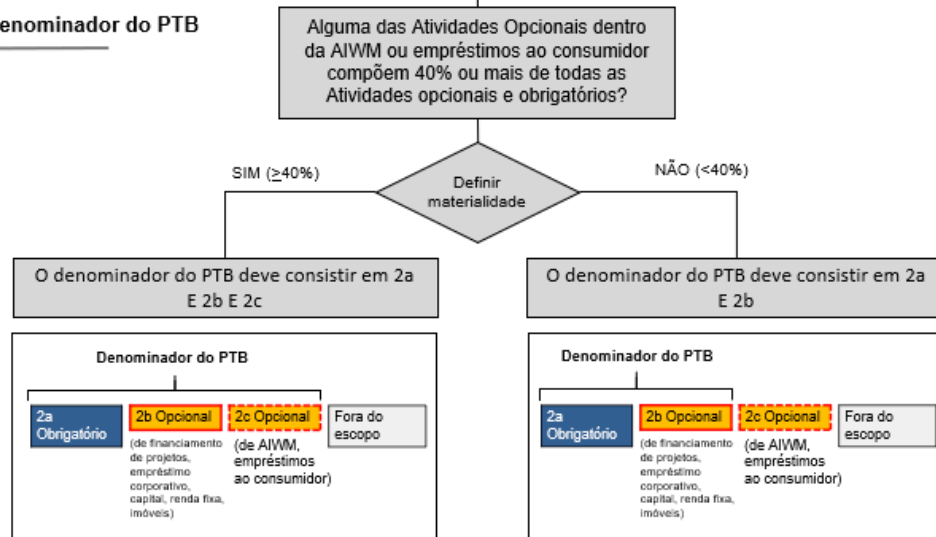 enominador do PTB
Alguma das Atividades Opcionais dentro
da AIWM ou empréstimos ao consumidor
compõem 40% ou mais de todas as
Atividades opcionais e obrigatórios?
SIM (≥40%)
NÃO (<40%)
Definir
materialidade
O denominador do PTB deve consistir em 2a
E 2b E 2c
O denominador do PTB deve consistir em 2a
E 2b
Denominador do PTB
2a
Obrigatório
2b Opcional
(de financiamento
de projetos,
empréstimo
corporativo,
capital, renda fixa,
imóveis)
2c Opcional
(de AIWM,
empréstimos
ao consumidor)
Fora do
escopo
Denominador do PTB
2a
Obrigatório
2b Opcional
(de financiamento
de projetos,
empréstimo
corporativo,
capital, renda fixa,
imóveis)
2c Opcional
(de AIWM,
empréstimos
ao consumidor)
Fora do
escopo